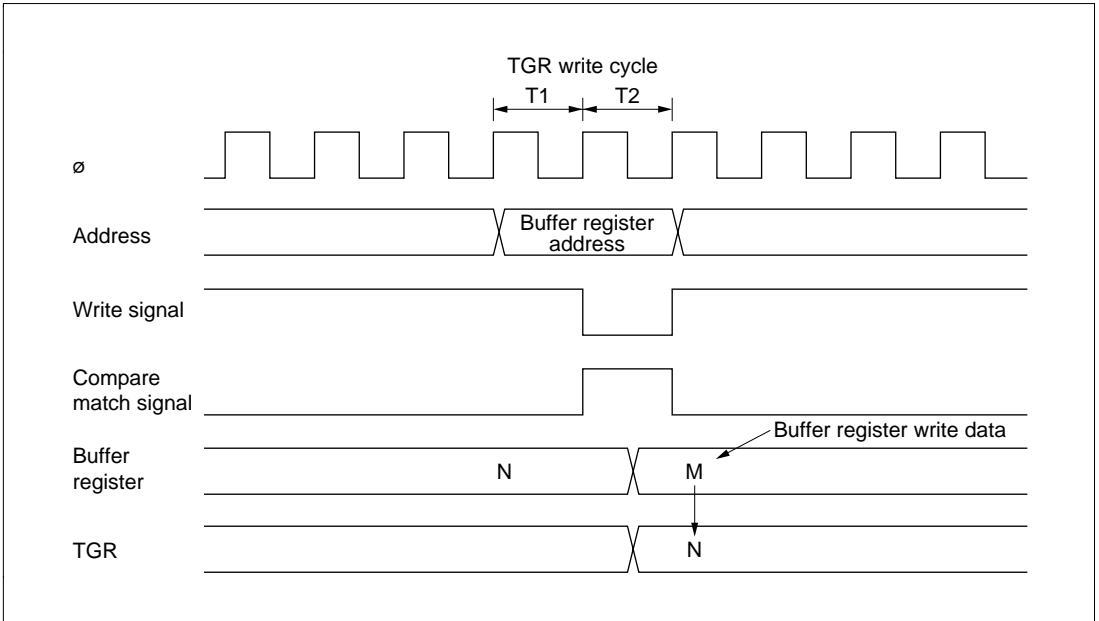 TGR write cycle
T1 T2
ø
Address
Buffer register
address
Write signal
Compare
match signal
Buffer register write data
Buffer
register
N M
TGR
N